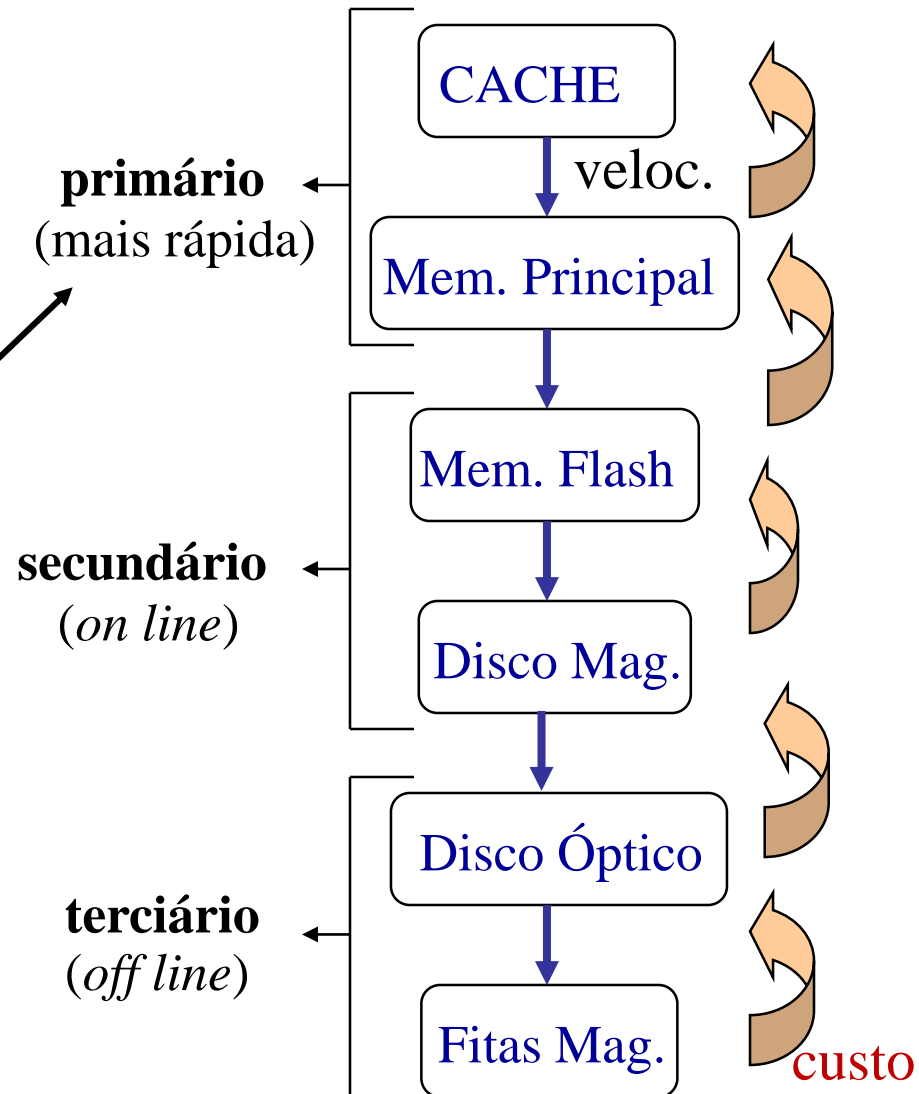 CACHE
veloc.
primário
(mais rápida)
Mem. Principal
Mem. Flash
secundário
(on line)
Disco Mag.
Disco Óptico
terciário
(off line)
Fitas Mag.
custo